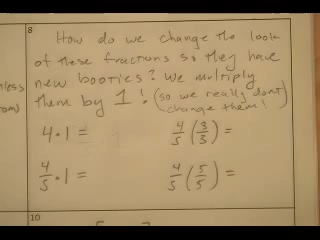 8
How do we change the look
of these fractions so they have
new booties? We multiply
them by 1! (so we really dont
change them!)
4·1 =
4/5 (3/3) =
4/5 · 1 =
4/5 (5/5) =
10